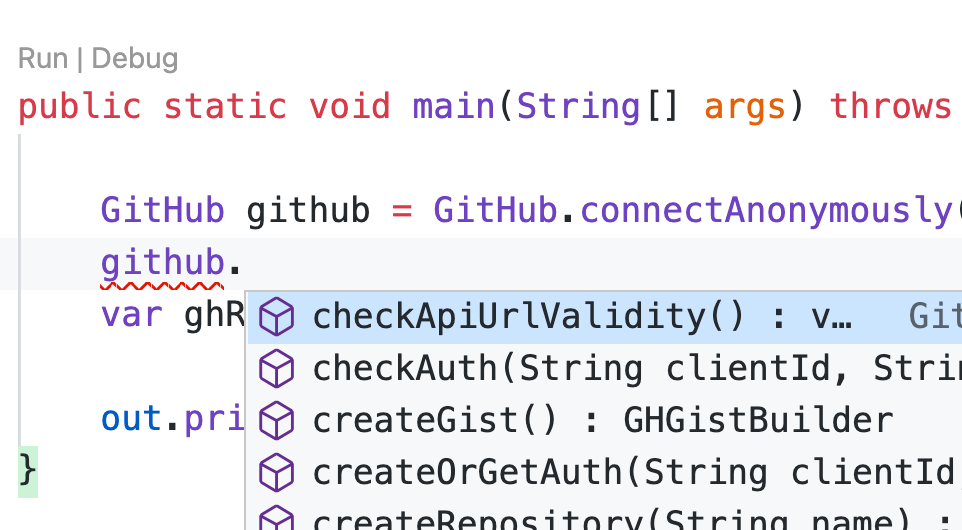 Run | Debug
public static void main(String[] args) throws
GitHub github = GitHub.connectAnonymously(
github.
var ghR
checkApiUrlValidity() : v… Git
checkAuth(String clientId, Strin
out.pri
createGist() : GHGistBuilder
}
createOrGetAuth(String clientId,
createRepository(String name) :